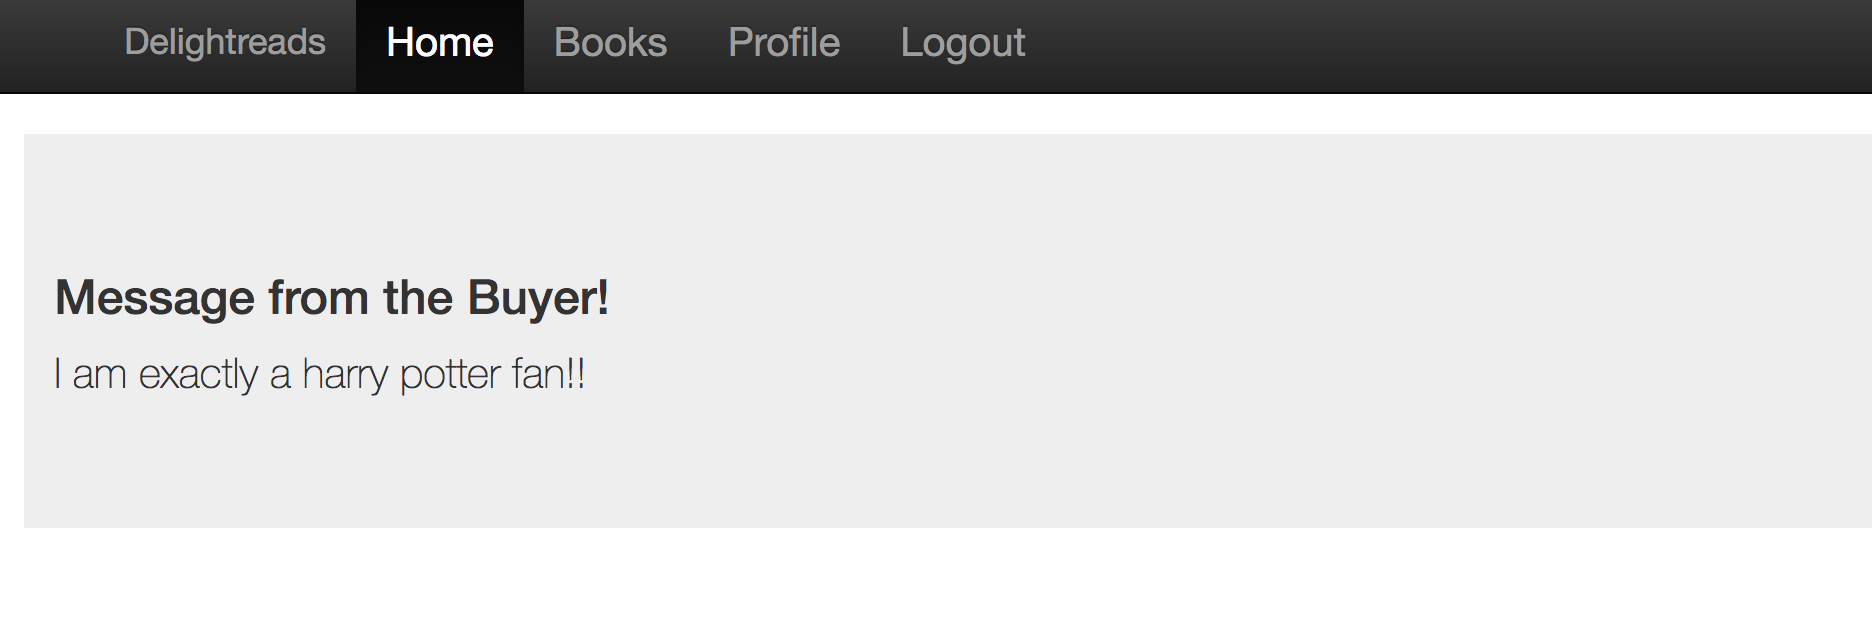 Delightreads Home Books Profile Logout
Message from the Buyer!
I am exactly a harry potter fan!!